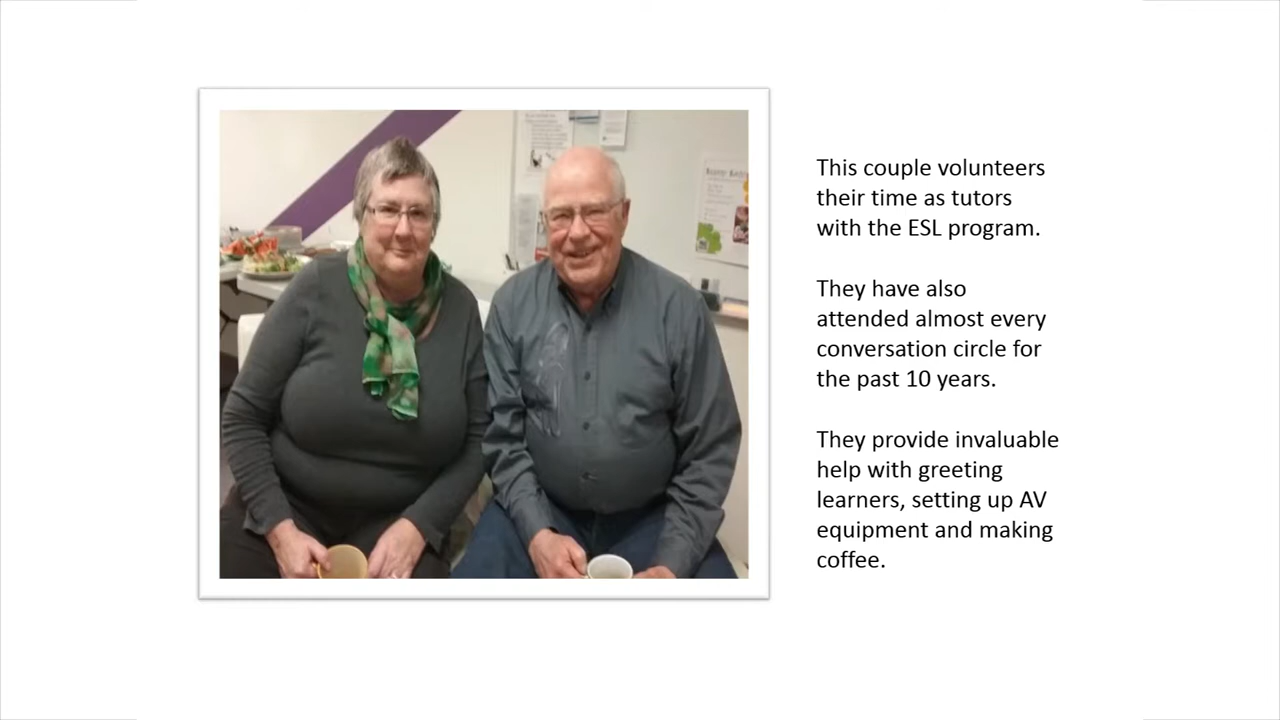 This couple volunteers
their time as tutors
with the ESL program.
They have also
attended almost every
conversation circle for
the past 10 years.
They provide invaluable
help with greeting
learners, setting up AV
equipment and making
coffee.